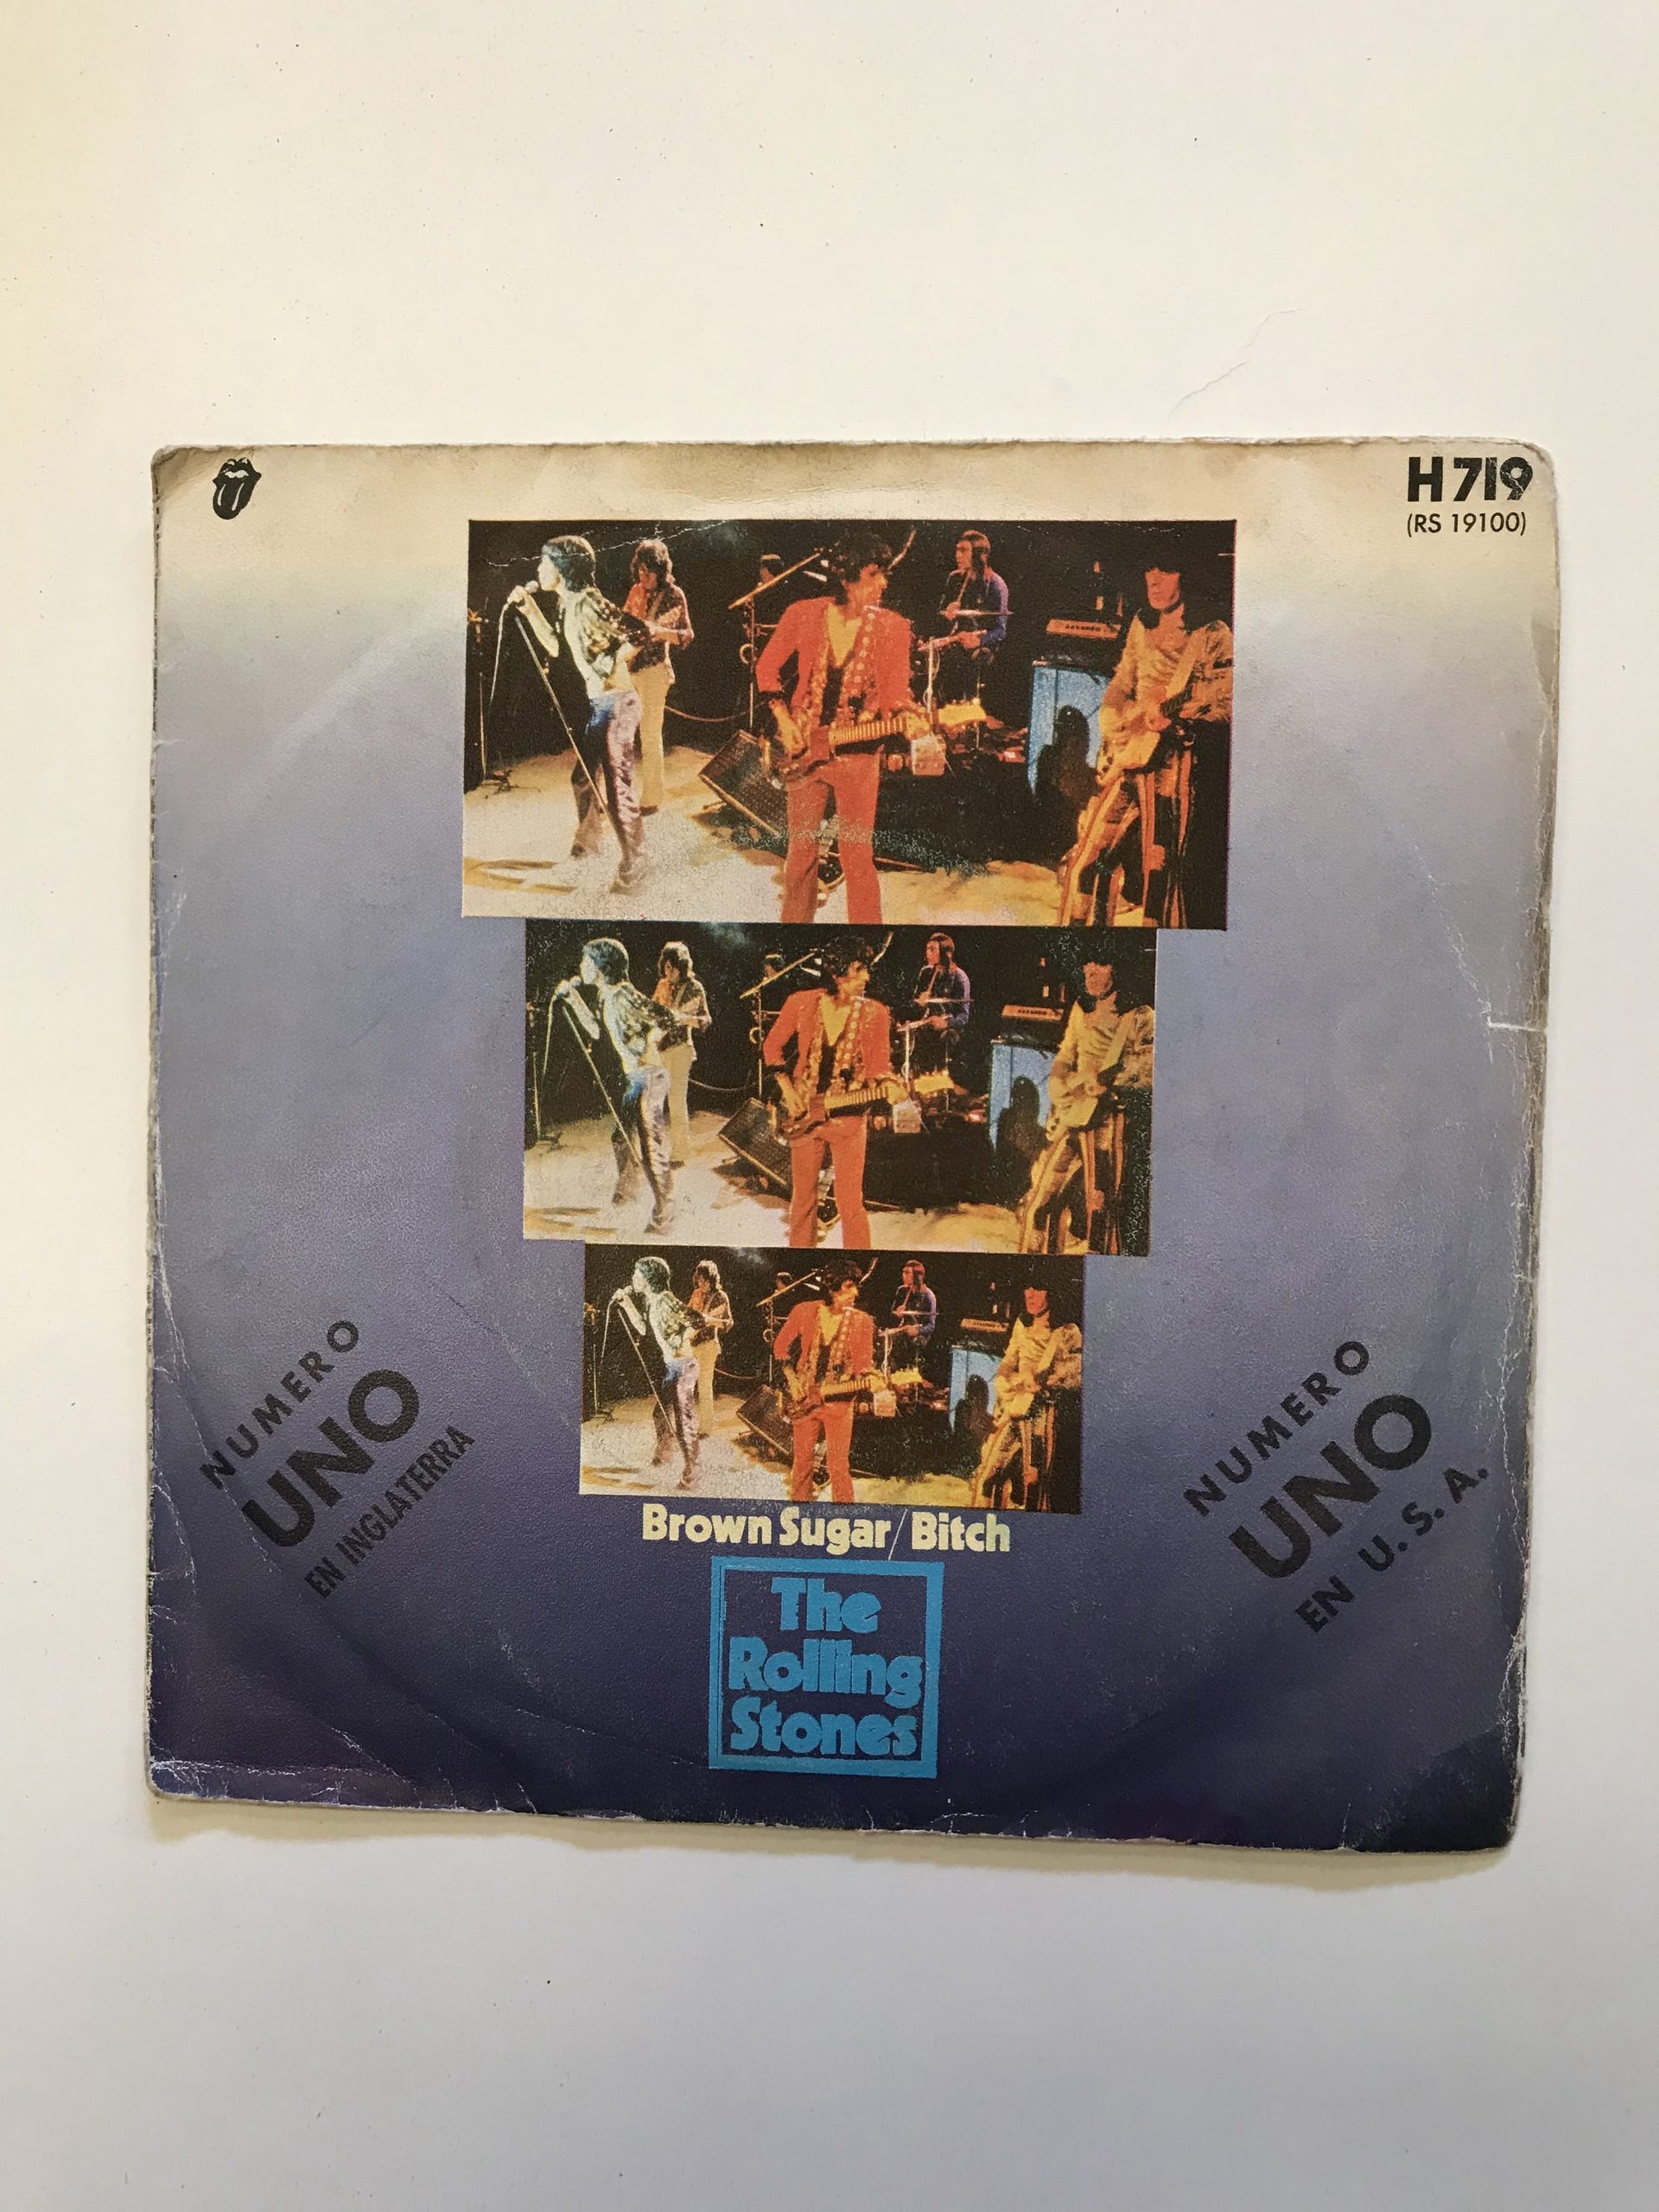 H 719
(RS 19100)
NUMERO
UNO
EN INGLATERRA
NUMERO
UNO
EN U.S.A.
Brown Sugar/Bitch
The
Rolling
Stones